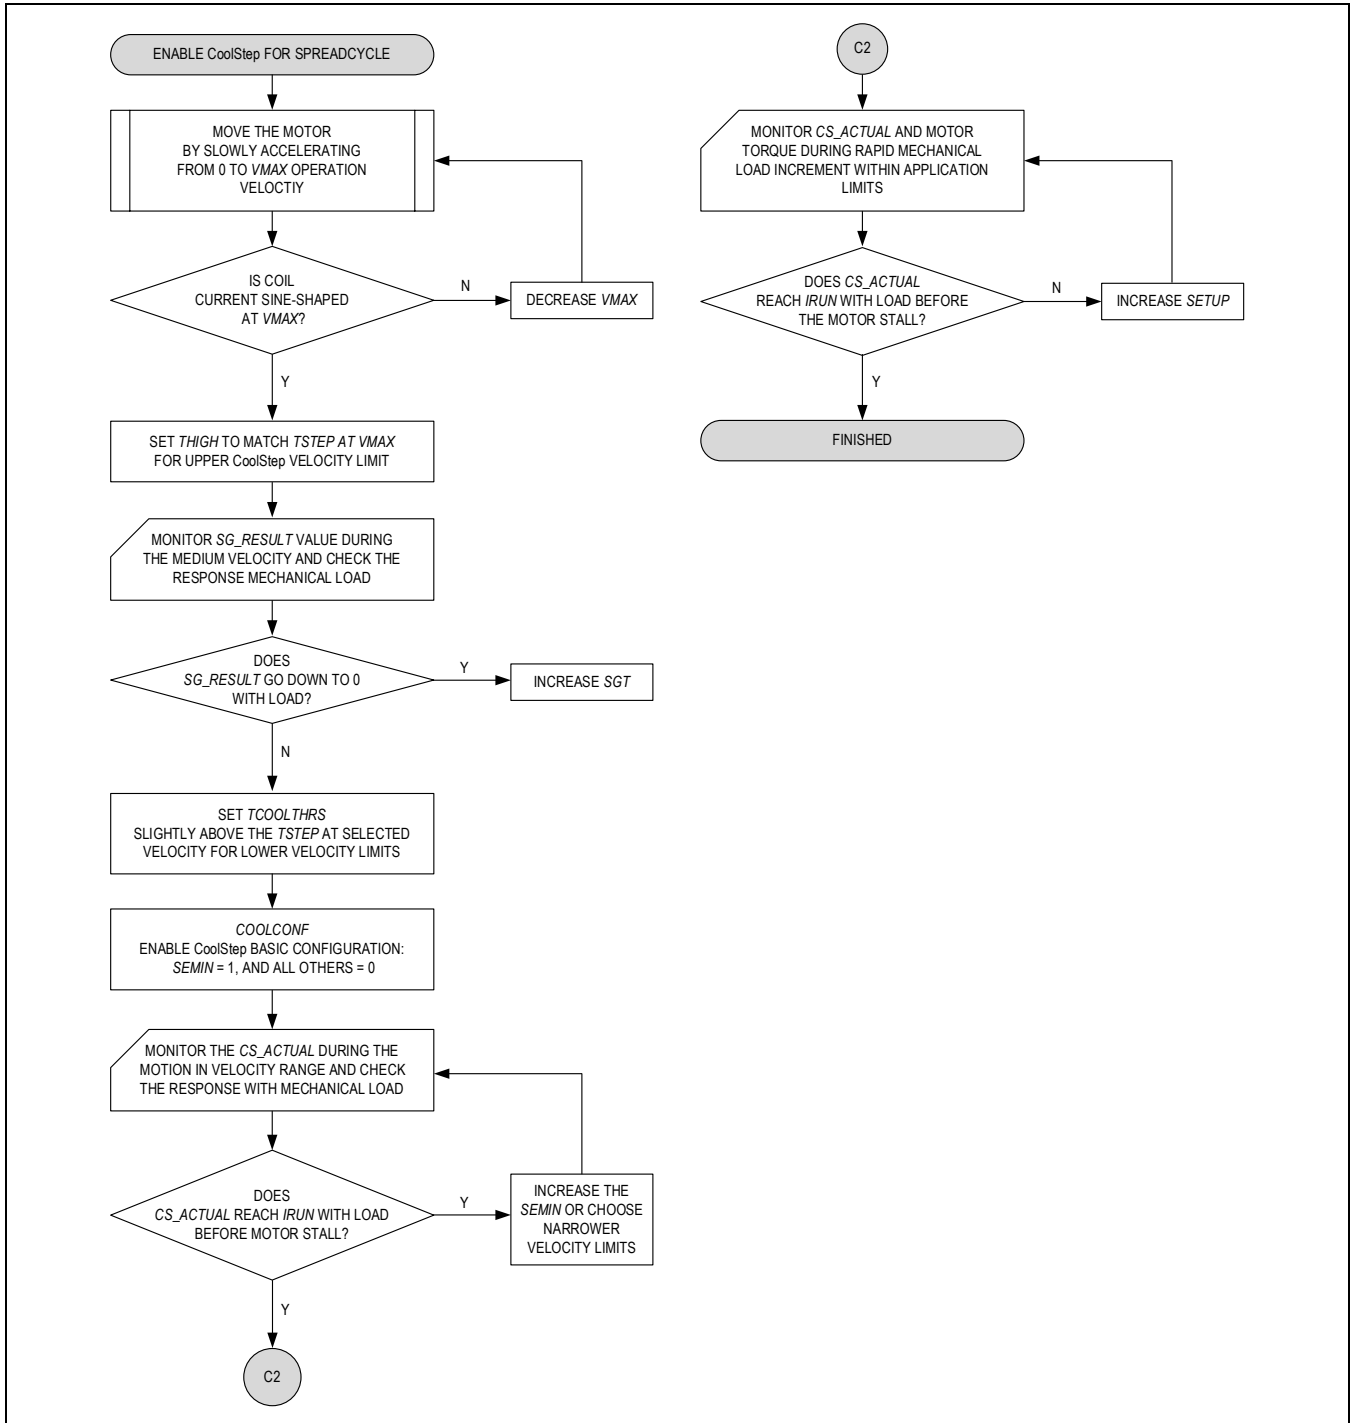 ENABLE CoolStep FOR SPREADCYCLE
MOVE THE MOTOR
BY SLOWLY ACCELERATING
FROM 0 TO VMAX OPERATION
VELOCTIY
IS COIL
CURRENT SINE-SHAPED
AT VMAX?
N
DECREASE VMAX
Y
SET THIGH TO MATCH TSTEP AT VMAX
FOR UPPER CoolStep VELOCITY LIMIT
MONITOR SG_RESULT VALUE DURING
THE MEDIUM VELOCITY AND CHECK THE
RESPONSE MECHANICAL LOAD
DOES
SG_RESULT GO DOWN TO 0
WITH LOAD?
Y
INCREASE SGT
N
SET TCOOLTHRS
SLIGHTLY ABOVE THE TSTEP AT SELECTED
VELOCITY FOR LOWER VELOCITY LIMITS
COOLCONF
ENABLE CoolStep BASIC CONFIGURATION:
SEMIN = 1, AND ALL OTHERS = 0
MONITOR THE CS_ACTUAL DURING THE
MOTION IN VELOCITY RANGE AND CHECK
THE RESPONSE WITH MECHANICAL LOAD
DOES
CS_ACTUAL REACH IRUN WITH LOAD
BEFORE MOTOR STALL?
Y
INCREASE THE
SEMIN OR CHOOSE
NARROWER
VELOCITY LIMITS
Y
C2
C2
MONITOR CS_ACTUAL AND MOTOR
TORQUE DURING RAPID MECHANICAL
LOAD INCREMENT WITHIN APPLICATION
LIMITS
DOES CS_ACTUAL
REACH IRUN WITH LOAD BEFORE
THE MOTOR STALL?
N
INCREASE SETUP
Y
FINISHED